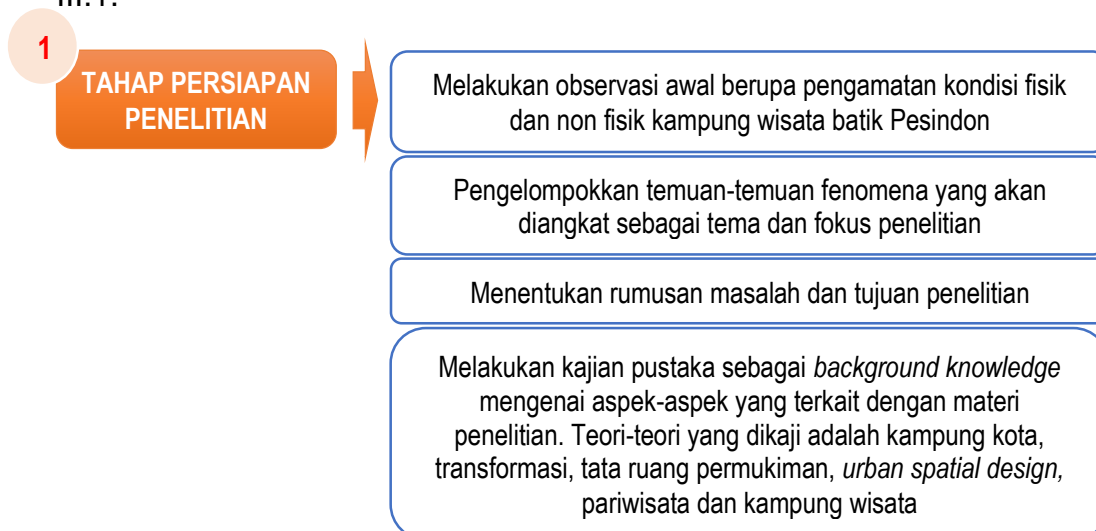 III.1.
1
TAHAP PERSIAPAN
PENELITIAN
Melakukan observasi awal berupa pengamatan kondisi fisik
dan non fisik kampung wisata batik Pesindon
Pengelompokkan temuan-temuan fenomena yang akan
diangkat sebagai tema dan fokus penelitian
Menentukan rumusan masalah dan tujuan penelitian
Melakukan kajian pustaka sebagai background knowledge
mengenai aspek-aspek yang terkait dengan materi
penelitian. Teori-teori yang dikaji adalah kampung kota,
transformasi, tata ruang permukiman, urban spatial design,
pariwisata dan kampung wisata